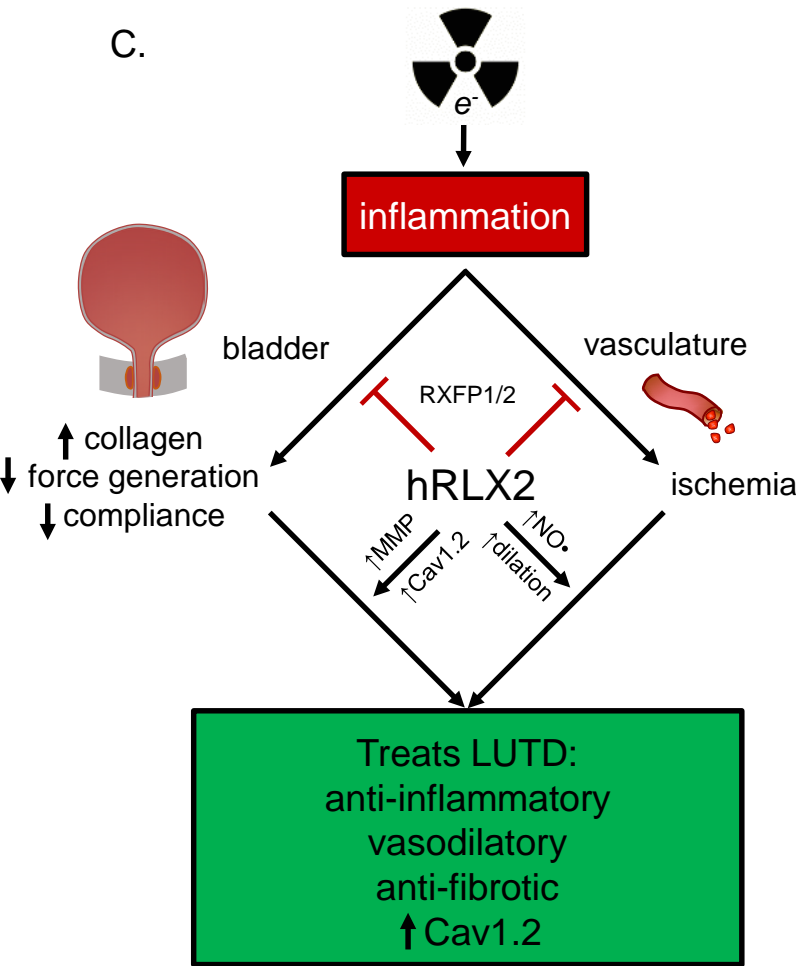 C.
e-
inflammation
bladder
vasculature
RXFP1/2
↑ collagen
↓ force generation
↓ compliance
hRLX2
ischemia
↑MMP
↑Cav1.2
↑NO•
↑dilation
Treats LUTD:
anti-inflammatory
vasodilatory
anti-fibrotic
↑ Cav1.2